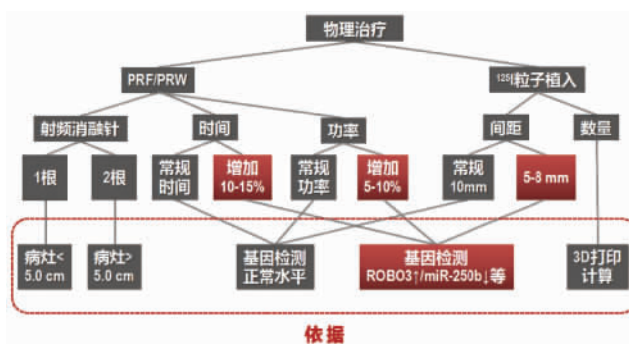 物理治疗
PRF/PRW
¹²⁵I粒子植入
射频消融针
时间
功率
间距
数量
1根
2根
常规
时间
增加
10-15%
常规
功率
增加
5-10%
常规
10mm
5-8 mm
病灶<
5.0 cm
病灶>
5.0 cm
基因检测
正常水平
基因检测
ROBO3↑/miR-250b↓等
3D打印
计算
依据